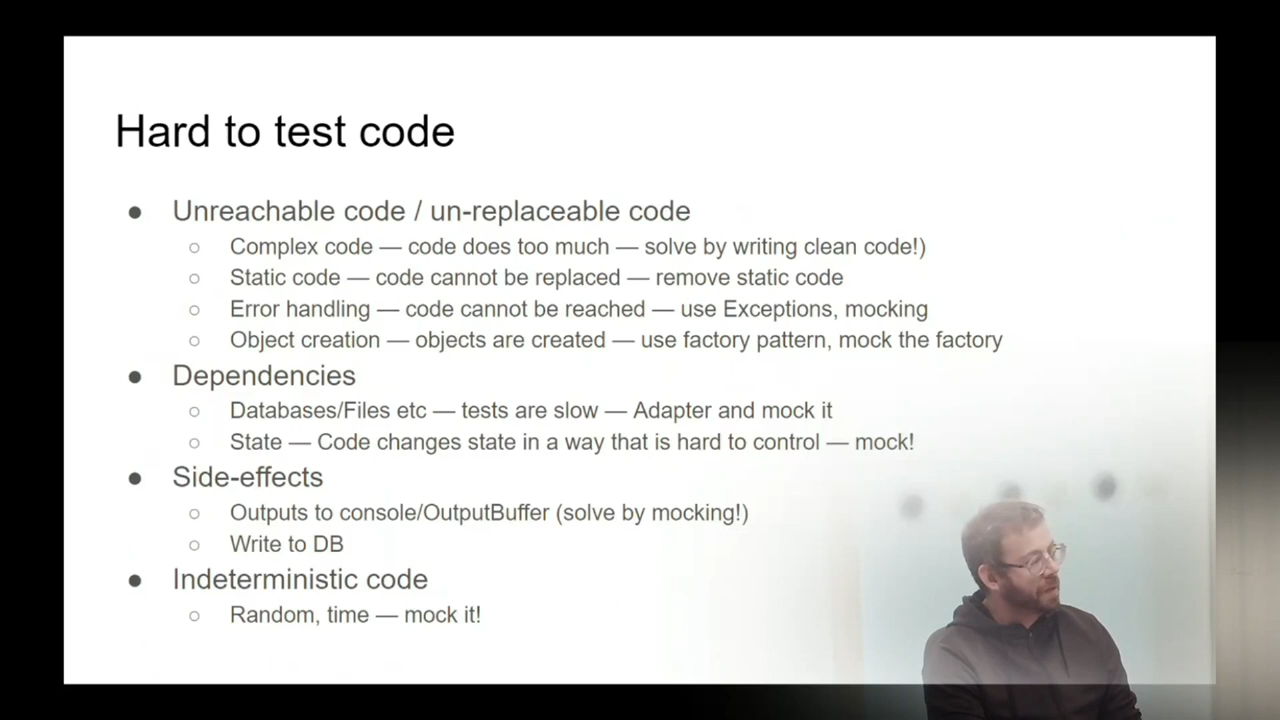 Hard to test code
● Unreachable code / un-replaceable code
○ Complex code — code does too much — solve by writing clean code!)
○ Static code — code cannot be replaced — remove static code
○ Error handling — code cannot be reached — use Exceptions, mocking
○ Object creation — objects are created — use factory pattern, mock the factory
● Dependencies
○ Databases/Files etc — tests are slow — Adapter and mock it
○ State — Code changes state in a way that is hard to control — mock!
● Side-effects
○ Outputs to console/OutputBuffer (solve by mocking!)
○ Write to DB
● Indeterministic code
○ Random, time — mock it!